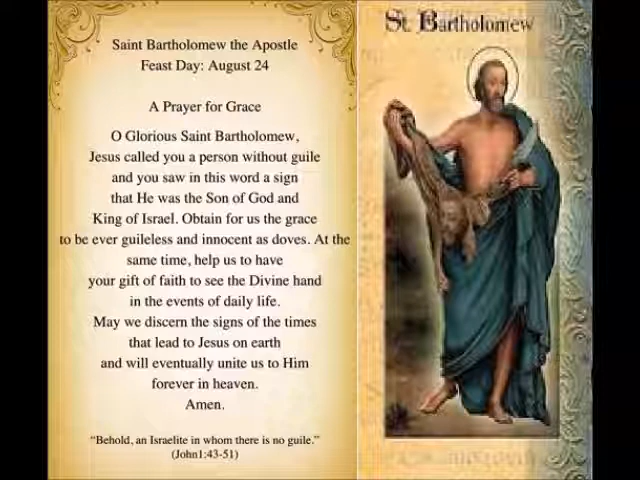 Saint Bartholomew the Apostle
Feast Day: August 24
A Prayer for Grace
O Glorious Saint Bartholomew,
Jesus called you a person without guile
and you saw in this word a sign
that He was the Son of God and
King of Israel. Obtain for us the grace
to be ever guileless and innocent as doves. At the
same time, help us to have
your gift of faith to see the Divine hand
in the events of daily life.
May we discern the signs of the times
that lead to Jesus on earth
and will eventually unite us to Him
forever in heaven.
Amen.
“Behold, an Israelite in whom there is no guile.”
(John1:43-51)
St. Bartholomew